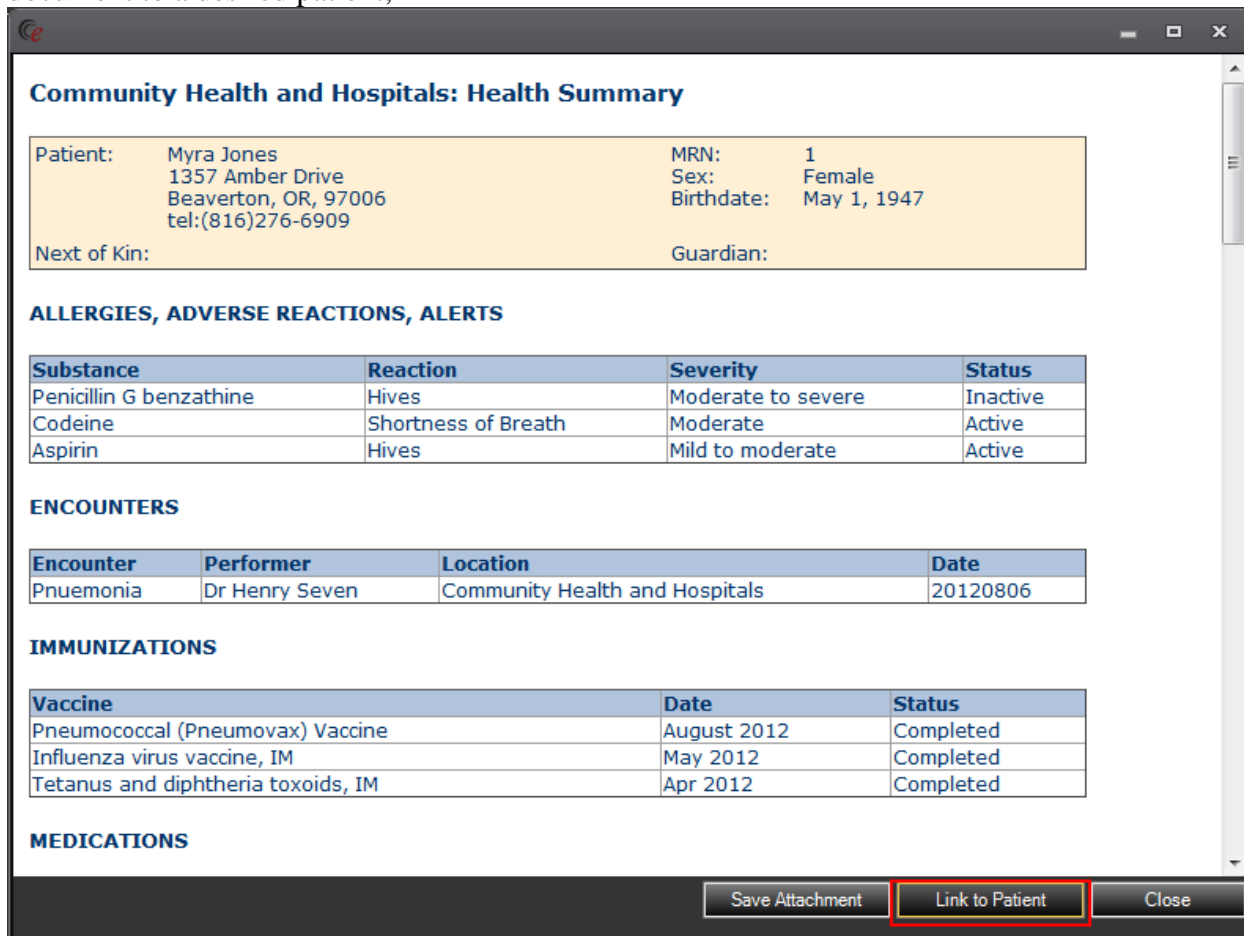 document to a desired patient,
Community Health and Hospitals: Health Summary
Patient: Myra Jones MRN: 1
1357 Amber Drive Sex: Female
Beaverton, OR, 97006 Birthdate: May 1, 1947
tel:(816)276-6909
Next of Kin: Guardian:
ALLERGIES, ADVERSE REACTIONS, ALERTS
Substance Reaction Severity Status
Penicillin G benzathine Hives Moderate to severe Inactive
Codeine Shortness of Breath Moderate Active
Aspirin Hives Mild to moderate Active
ENCOUNTERS
Encounter Performer Location Date
Pnuemonia Dr Henry Seven Community Health and Hospitals 20120806
IMMUNIZATIONS
Vaccine Date Status
Pneumococcal (Pneumovax) Vaccine August 2012 Completed
Influenza virus vaccine, IM May 2012 Completed
Tetanus and diphtheria toxoids, IM Apr 2012 Completed
MEDICATIONS
Save Attachment Link to Patient Close